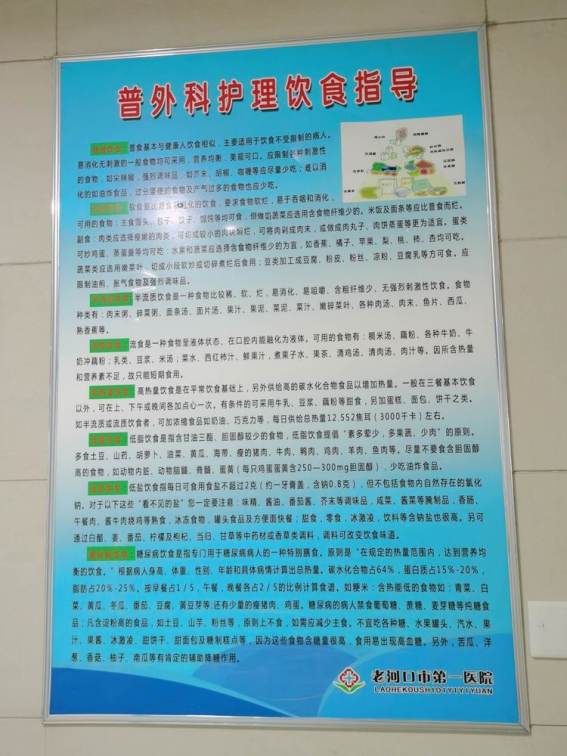 普外科护理饮食指导
普食基本与健康人饮食相似，主要适用于饮食不受限制的病人。
易消化无刺激的一般食物均可采用，营养均衡，美观可口。应限制各种刺激性
的食物，如尖辣椒，强烈调味品，如芥末、胡椒、咖喱等应尽量少吃；难以消
化的如油炸食品，过分坚硬的食物及产气过多的食物也应少吃。
软食是比普食易消化的饮食，要求食物软烂，易于吞咽和消化，
可用的食物：主食馒头、包子、饺子、馄饨等均可食，但做馅蔬菜应选用含食物纤维少的。米饭及面条等应比普食而烂。
副食：肉类应选瘦嫩的肉类，可切成较小的肉块焖烂，可将肉剁成肉末，或做成肉丸子、肉饼蒸蛋等更为适宜。蛋类
可炒鸡蛋、蒸蛋羹等均可吃；水果和蔬菜应选择含食物纤维少的为宜，如香蕉、橘子、苹果、梨、桃、柿、杏均可吃。
蔬菜类应选用嫩菜叶，切成小段软炒或切碎煮烂后食用；豆类加工成豆腐、粉皮、粉丝、凉粉、豆腐乳等方可食。应
限制油煎、胀气食物及强烈调味品。
半流质饮食是一种食物比较稀、软、烂，易消化、易咀嚼、含粗纤维少、无强烈刺激性饮食。食物
种类有：肉末粥、碎菜粥、面条汤、面片汤、果汁、果泥、菜泥、菜汁、嫩碎菜叶、各种肉汤、肉末、鱼片、西瓜、
熟香蕉等。
流食是一种食物呈液体状态、在口腔内能融化为液体。可用的食物有：稠米汤、藕粉、各种牛奶、牛
奶冲藕粉；乳类、豆浆、米汤；菜水、西红柿汁、鲜果汁，煮果子水、果茶、清鸡汤、清肉汤、肉汁等。因所含热量
和营养素不足，故只能短期食用。
高热量饮食是在平常饮食基础上，另外供给高的碳水化合物食品以增加热量。一般在三餐基本饮食
以外，可在上、下午或晚间各加点心一次。有条件的可采用牛乳、豆浆、藕粉等甜食，另加蛋糕、面包、饼干之类。
如半流质或流质饮食者，可加浓缩食品如奶油、巧克力等，每日供给总热量12.552焦耳（3000千卡）左右。
低脂饮食是指含甘油三酯、胆固醇较少的食物，低脂饮食提倡“素多荤少，多果蔬、少肉”的原则。
多食土豆、山药、胡萝卜、油菜、黄瓜、海带、瘦的猪肉、牛肉、鸭肉、鸡肉、羊肉、鱼肉等。尽量不要食含胆固醇
高的食物，如动物内脏、动物脑髓、脊髓、蛋黄（每只鸡蛋蛋黄含250—300mg胆固醇），少吃油炸食品。
低盐饮食指每日可食用食盐不超过2克（约一牙膏盖，含钠0.8克），但不包括食物内自然存在的氯化
钠。对于以下这些“看不见的盐”您一定要注意：味精、酱油、番茄酱、芥末等调味品，咸菜、酱菜等腌制品，香肠、
午餐肉、酱牛肉烧鸡等熟食，冰冻食物，罐头食品及方便面快餐；甜食，零食，冰激凌，饮料等含钠盐也很高。另可
通过白醋、姜、番茄、柠檬及枸杞、当归、甘草等中药材或香草类调料，调料可改变饮食味道。
糖尿病饮食是指专门用于糖尿病病人的一种特别膳食。原则是“在规定的热量范围内，达到营养均
衡的饮食。”根据病人身高、体重、性别、年龄和具体病情计算出总热量。碳水化合物占64%，蛋白质占15%-20%，
脂肪占20%-25%。按早餐占1/5，午餐，晚餐各占2/5的比例计算食谱。如粳米；含热能低的食物如；青菜、白
菜、黄瓜、冬瓜、番茄、豆腐、黄豆芽等;还有少量的瘦猪肉、鸡蛋。糖尿病的病人禁食葡萄糖、蔗糖、麦芽糖等纯糖食
品；凡含淀粉高的食品，如土豆、山芋、粉丝等，原则上不食，如需应减少主食。不宜吃各种糖、水果罐头、汽水、果
汁、果酱、冰激凌、甜饼干、甜面包及糖制糕点等，因为这些食物含糖量很高，食用易出现高血糖。另外，苦瓜、洋
葱、香菇、柚子、南瓜等有肯定的辅助降糖作用。
老河口市第一医院
LAOHEKOUSHIDIYIYIYUAN